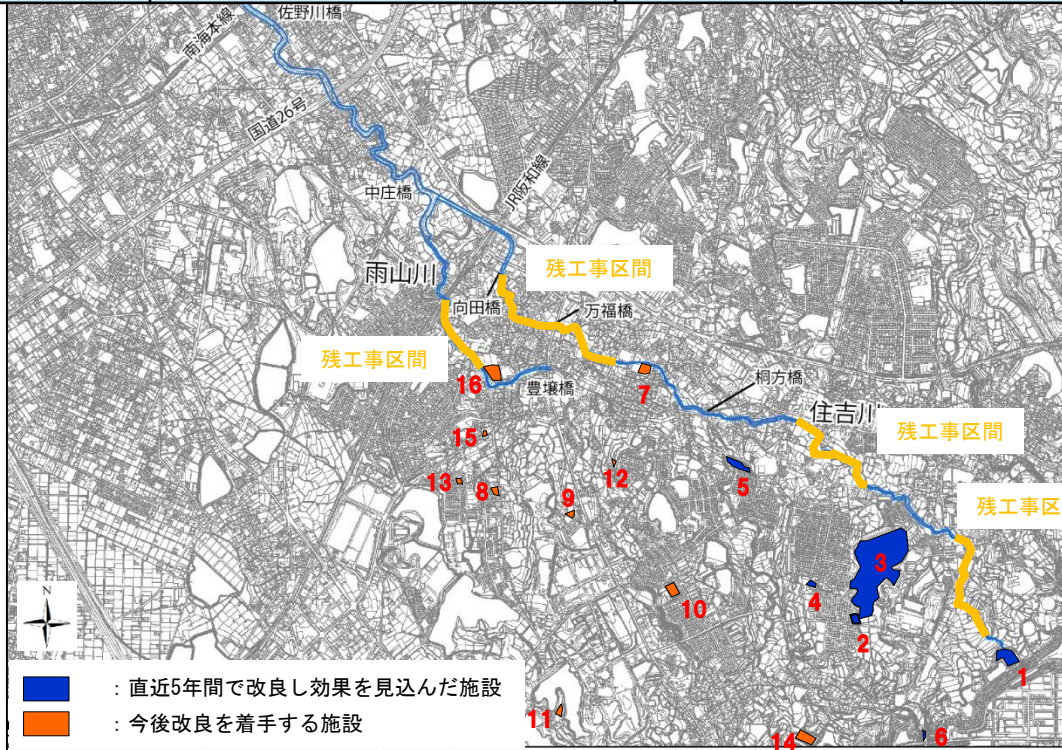 佐野川橋
南海本線
国道26号
中庄橋
JR阪和線
雨山川
向田橋
残工事区間
万福橋
残工事区間
16
豊壌橋
7
桐方橋
住吉川
残工事区間
15
13
8
9
12
5
残工事区
3
4
10
2
1
N
11
14
6
：直近5年間で改良し効果を見込んだ施設
：今後改良を着手する施設